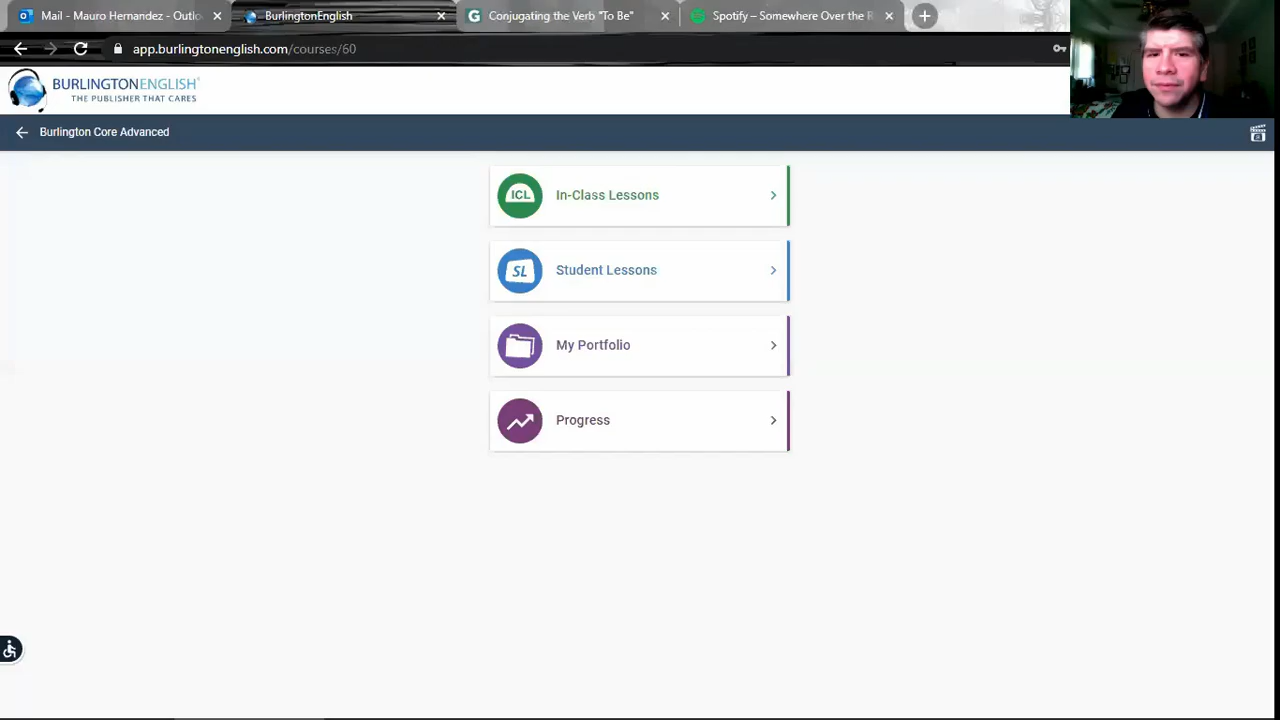 Mail - Mauro Hernandez - Outlo
BurlingtonEnglish
Conjugating the Verb "To Be"
Spotify – Somewhere Over the R
app.burlingtonenglish.com/courses/60
BURLINGTONENGLISH
THE PUBLISHER THAT CARES
Burlington Core Advanced
ICL In-Class Lessons
SL Student Lessons
My Portfolio
Progress